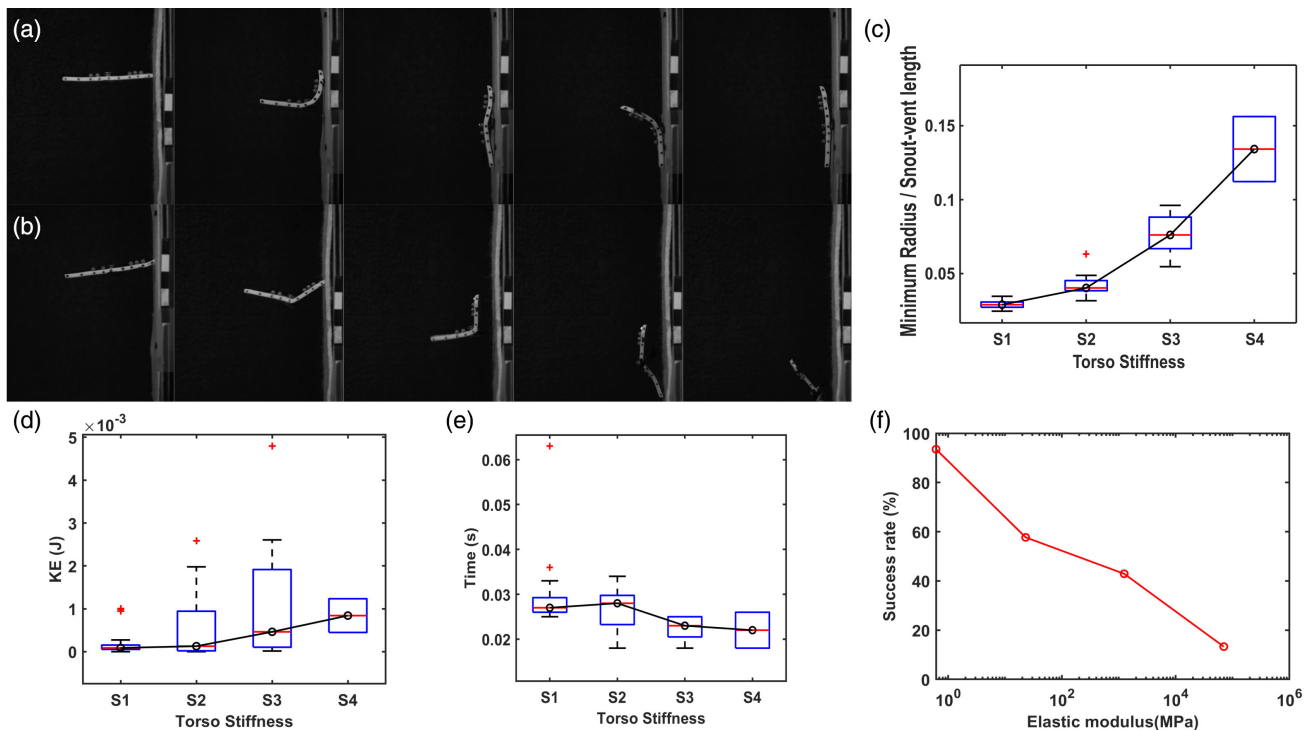 (a)
(b)
(c)
Minimum Radius / Snout-vent length
0.15
0.1
0.05
S1 S2 S3 S4
Torso Stiffness
(d)
×10⁻³
KE (J)
5
4
3
2
1
0
S1 S2 S3 S4
Torso Stiffness
(e)
Time (s)
0.06
0.05
0.04
0.03
0.02
S1 S2 S3 S4
Torso Stiffness
(f)
Success rate (%)
100
80
60
40
20
0
10⁰ 10² 10⁴ 10⁶
Elastic modulus(MPa)